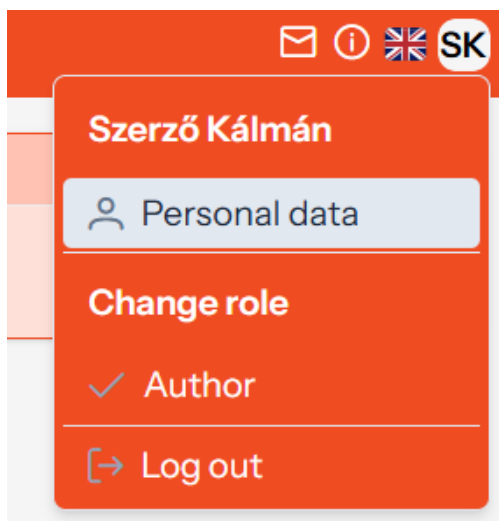 SK
Szerző Kálmán
Personal data
Change role
Author
Log out